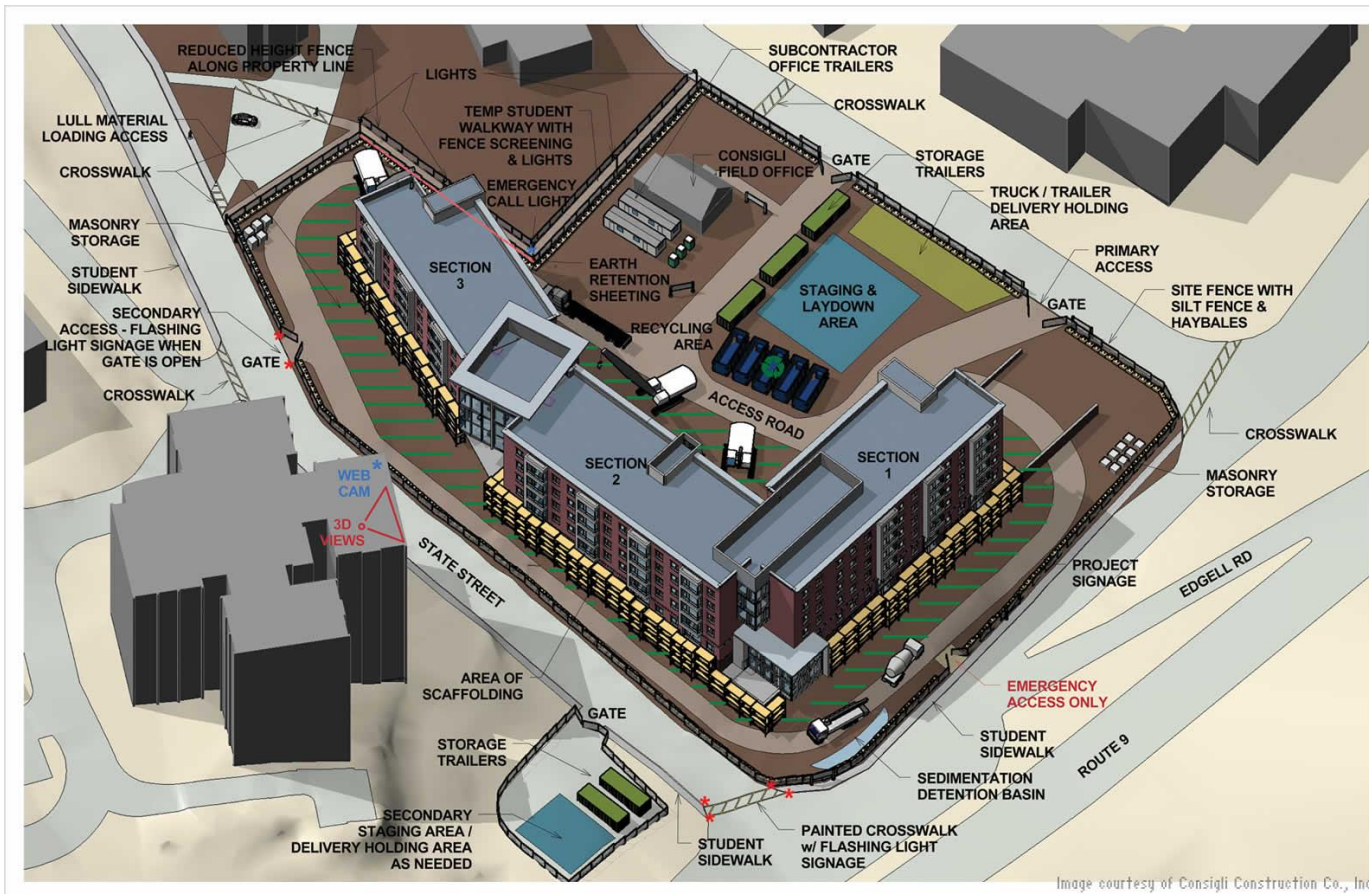 REDUCED HEIGHT FENCE
ALONG PROPERTY LINE
LIGHTS
SUBCONTRACTOR
OFFICE TRAILERS
CROSSWALK
LULL MATERIAL
LOADING ACCESS
TEMP STUDENT
WALKWAY WITH
FENCE SCREENING
& LIGHTS
CONSIGLI
FIELD OFFICE
GATE
STORAGE
TRAILERS
CROSSWALK
EMERGENCY
CALL LIGHT
TRUCK / TRAILER
DELIVERY HOLDING
AREA
MASONRY
STORAGE
STUDENT
SIDEWALK
SECTION
3
EARTH
RETENTION
SHEETING
STAGING &
LAYDOWN
AREA
PRIMARY
ACCESS
GATE
SITE FENCE WITH
SILT FENCE &
HAYBALES
SECONDARY
ACCESS - FLASHING
LIGHT SIGNAGE WHEN
GATE IS OPEN
GATE
RECYCLING
AREA
CROSSWALK
ACCESS ROAD
CROSSWALK
WEB
CAM
3D
VIEWS
SECTION
2
SECTION
1
MASONRY
STORAGE
STATE STREET
PROJECT
SIGNAGE
EDGELL RD
AREA OF
SCAFFOLDING
GATE
EMERGENCY
ACCESS ONLY
STORAGE
TRAILERS
STUDENT
SIDEWALK
ROUTE 9
SEDIMENTATION
DETENTION BASIN
SECONDARY
STAGING AREA /
DELIVERY HOLDING AREA
AS NEEDED
STUDENT
SIDEWALK
PAINTED CROSSWALK
w/ FLASHING LIGHT
SIGNAGE
Image courtesy of Consigli Construction Co., Inc